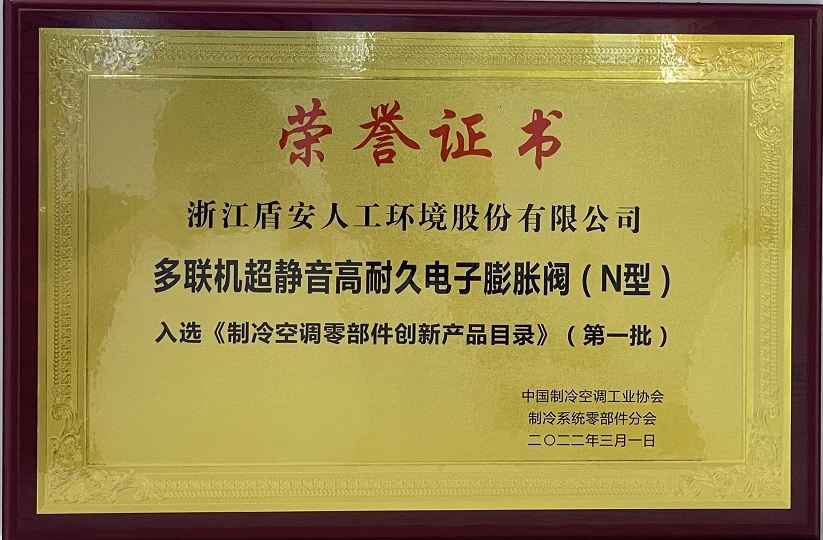 荣誉证书
浙江盾安人工环境股份有限公司
多联机超静音高耐久电子膨胀阀（N型）
入选《制冷空调零部件创新产品目录》（第一批）
中国制冷空调工业协会
制冷系统零部件分会
二〇二二年三月一日